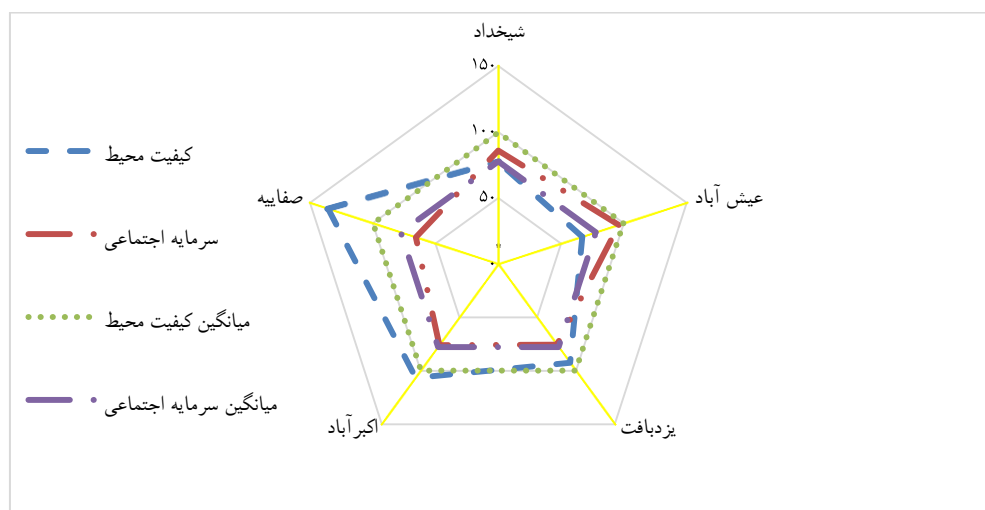 شیخداد
۱۵۰
۱۰۰
۵۰
۰
عیش آباد
یزدبافت
اکبرآباد
صفاییه
کیفیت محیط
سرمایه اجتماعی
میانگین کیفیت محیط
میانگین سرمایه اجتماعی